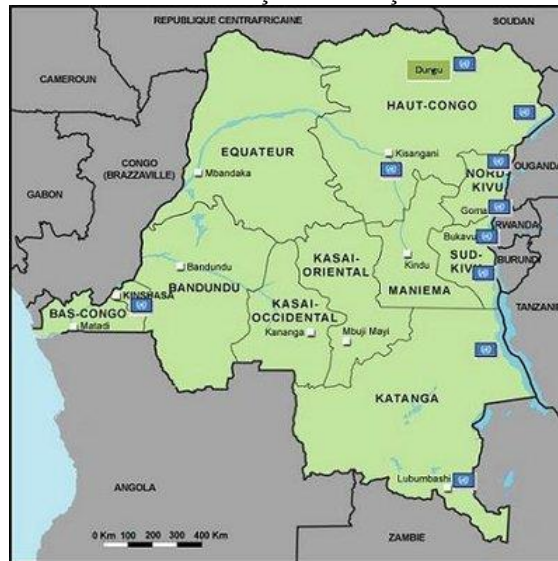 REPUBLIQUE CENTRAFRICAINE
SOUDAN
CAMEROUN
Dungu
HAUT-CONGO
CONGO
(BRAZZAVILLE)
EQUATEUR
Kisangani
OUGANDA
NORD-
KIVU
Mbandaka
GABON
Goma
RWANDA
Bukavu
KASAI-
ORIENTAL
Kindu
SUD-
KIVU
BURUNDI
Bandundu
BANDUNDU
MANIEMA
KINSHASA
KASAI-
OCCIDENTAL
TANZANIE
BAS-CONGO
Matadi
Kananga
Mbuji Mayi
KATANGA
Lubumbashi
ANGOLA
0 Km 100 200 300 400 Km
ZAMBIE